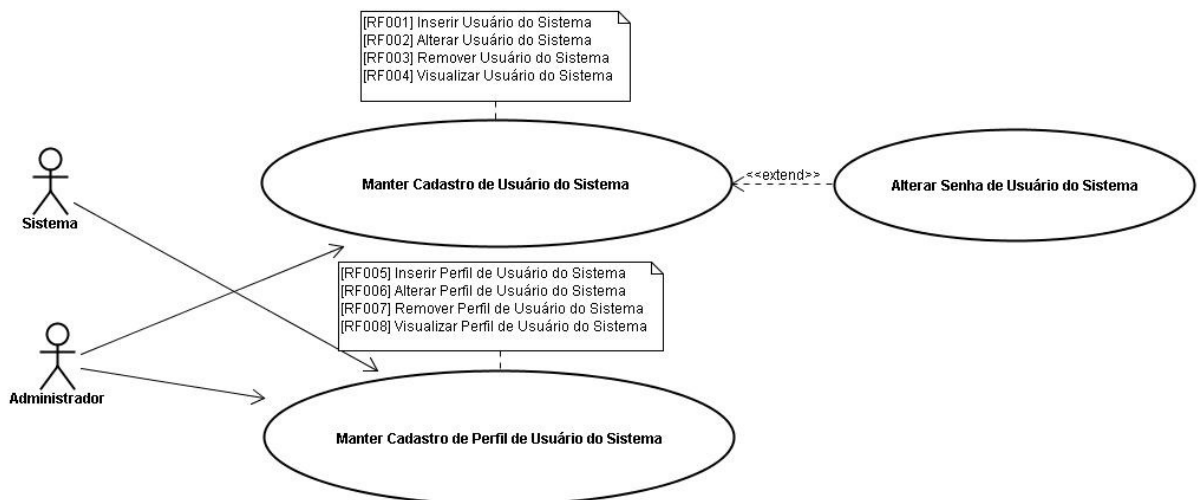 [RF001] Inserir Usuário do Sistema
[RF002] Alterar Usuário do Sistema
[RF003] Remover Usuário do Sistema
[RF004] Visualizar Usuário do Sistema
Manter Cadastro de Usuário do Sistema
<<extend>>
Alterar Senha de Usuário do Sistema
Sistema
[RF005] Inserir Perfil de Usuário do Sistema
[RF006] Alterar Perfil de Usuário do Sistema
[RF007] Remover Perfil de Usuário do Sistema
[RF008] Visualizar Perfil de Usuário do Sistema
Administrador
Manter Cadastro de Perfil de Usuário do Sistema